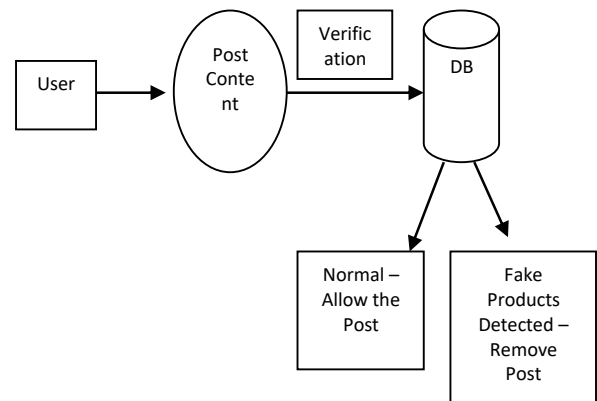 User
Post
Conte
nt
Verific
ation
DB
Normal –
Allow the
Post
Fake
Products
Detected –
Remove
Post